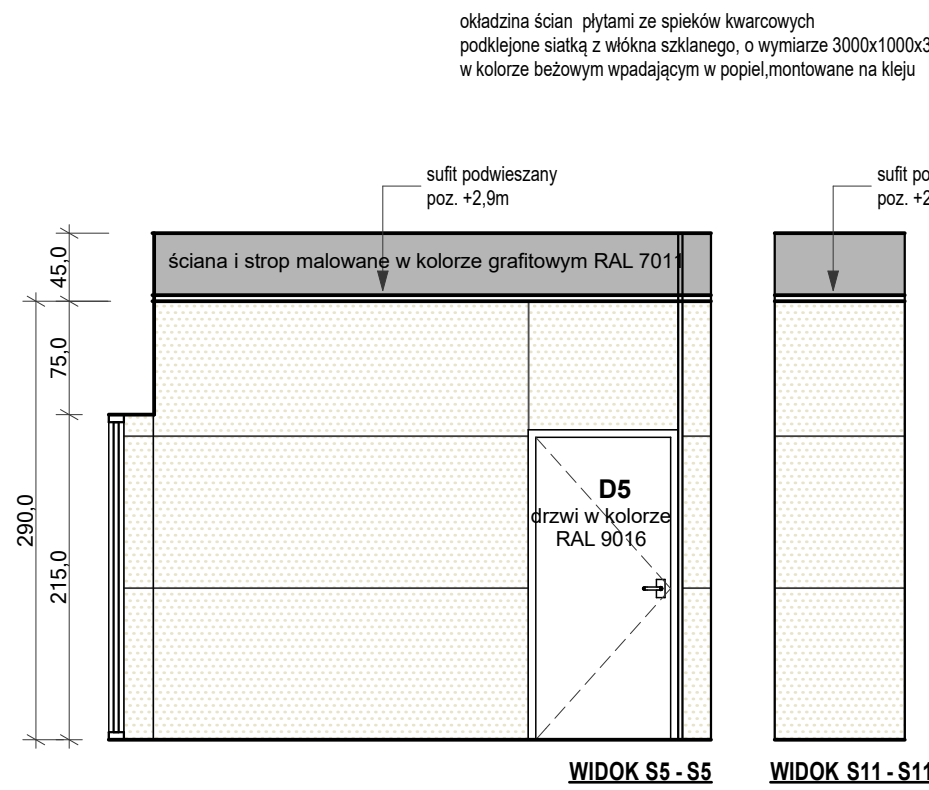 okładzina ścian płytami ze spieków kwarcowych
podklejone siatką z włókna szklanego, o wymiarze 3000x1000x3
w kolorze beżowym wpadającym w popiel,montowane na kleju
sufit podwieszany
poz. +2,9m
sufit po
poz. +2
45,0
ściana i strop malowane w kolorze grafitowym RAL 7011
75,0
290,0
215,0
D5
drzwi w kolorze
RAL 9016
WIDOK S5 - S5
WIDOK S11 - S11